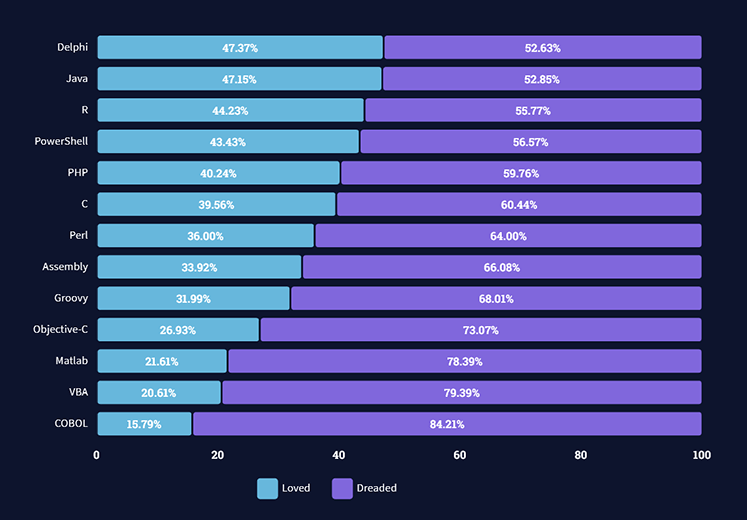 Delphi 47.37% 52.63%
Java 47.15% 52.85%
R 44.23% 55.77%
PowerShell 43.43% 56.57%
PHP 40.24% 59.76%
C 39.56% 60.44%
Perl 36.00% 64.00%
Assembly 33.92% 66.08%
Groovy 31.99% 68.01%
Objective-C 26.93% 73.07%
Matlab 21.61% 78.39%
VBA 20.61% 79.39%
COBOL 15.79% 84.21%
0 20 40 60 80 100
Loved Dreaded